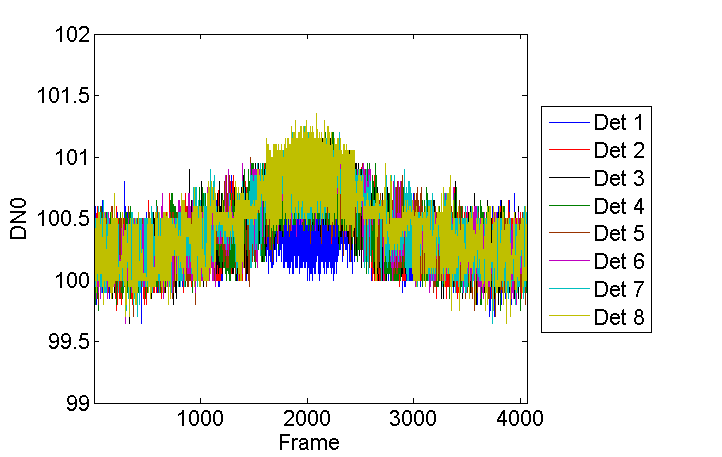 102
101.5
101
100.5
100
99.5
99
DN0
1000
2000
3000
4000
Frame
Det 1
Det 2
Det 3
Det 4
Det 5
Det 6
Det 7
Det 8